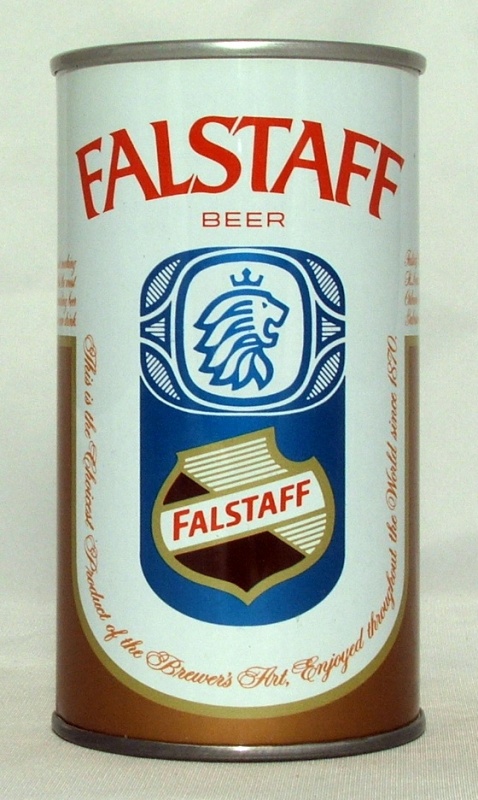 FALSTAFF
BEER
FALSTAFF
This is the Choicest Product of the Brewer's Art, Enjoyed throughout the World since 1870.